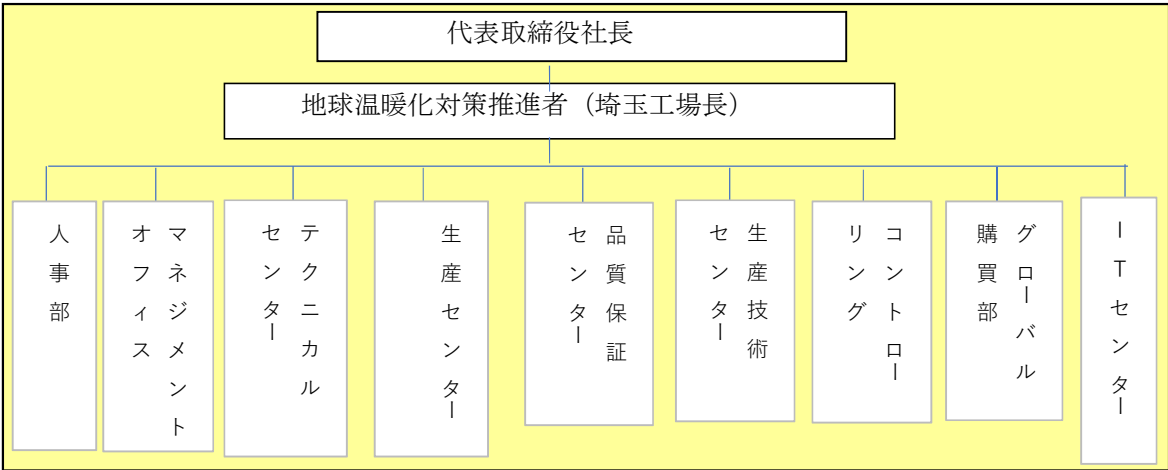 代表取締役社長
地球温暖化対策推進者（埼玉工場長）
人事部
マネジメント
オフィス
テクニカル
センター
生産センター
品質保証
センター
生産技術
センター
コントロー
リング
グローバル
購買部
ITセンター